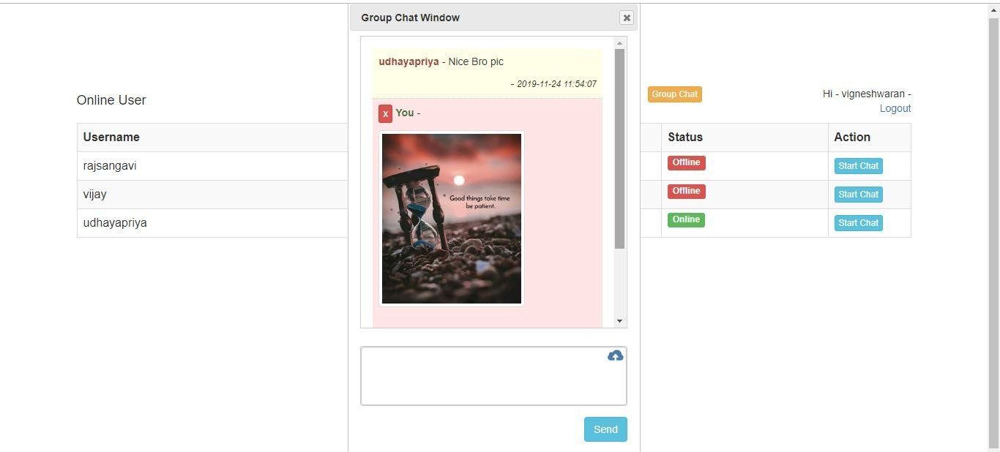 Group Chat Window
udhayapriya - Nice Bro pic
- 2019-11-24 11:54:07
x You -
Good things take time
be patient.
Send
Online User
Group Chat
Hi - vigneshwaran -
Logout
Username Status Action
rajsangavi Offline Start Chat
vijay Offline Start Chat
udhayapriya Online Start Chat